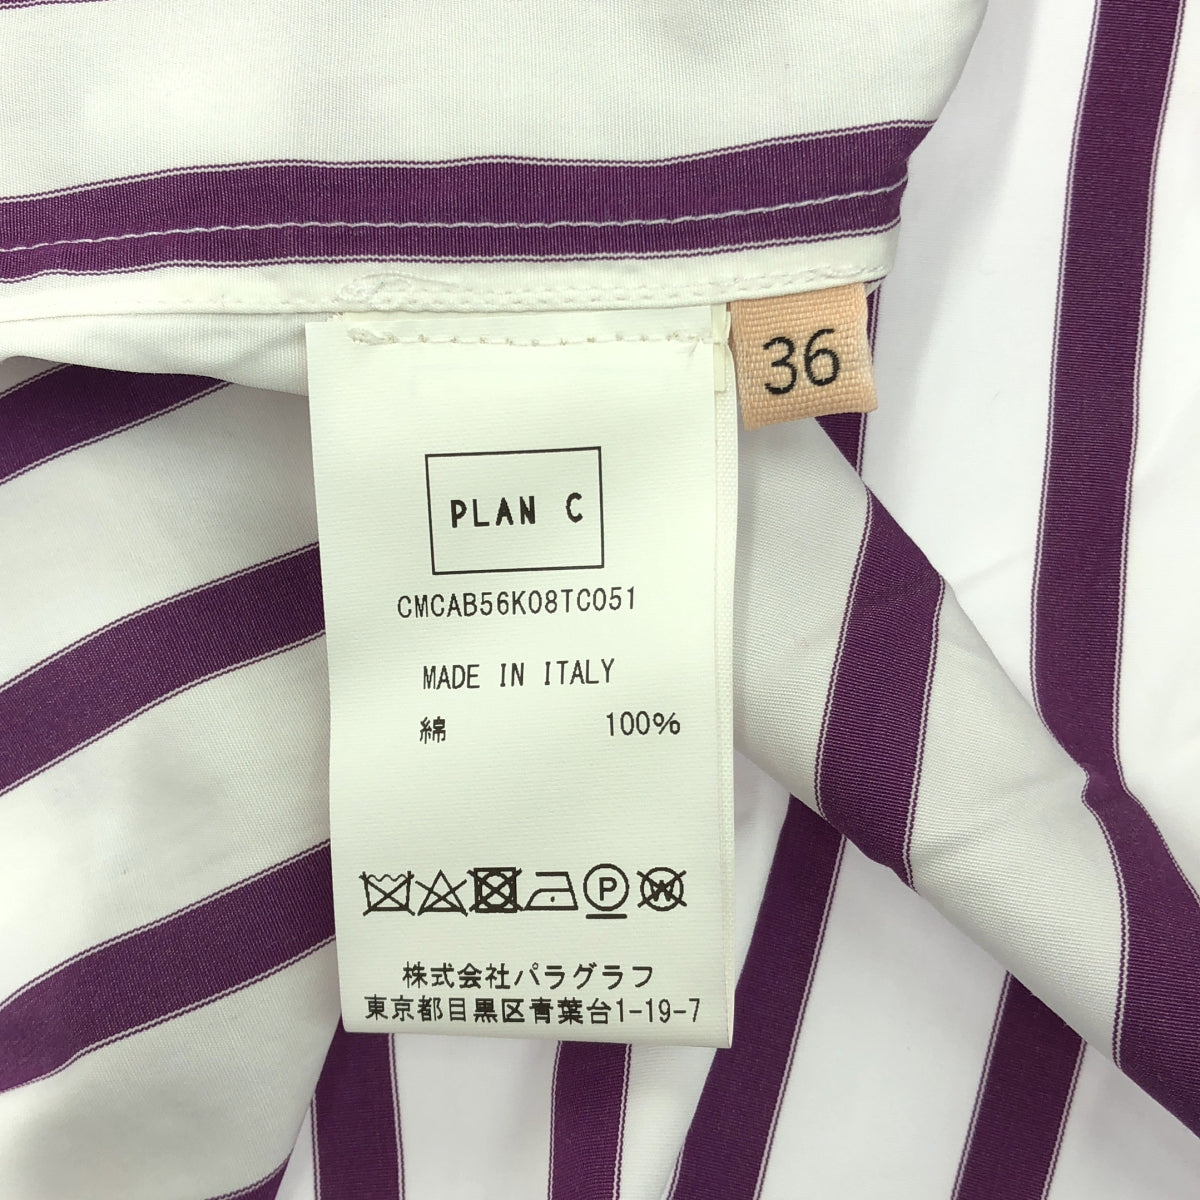 36
PLAN C
CMCAB56K08TC051
MADE IN ITALY
綿 100%
P W
株式会社パラグラフ
東京都目黒区青葉台1-19-7